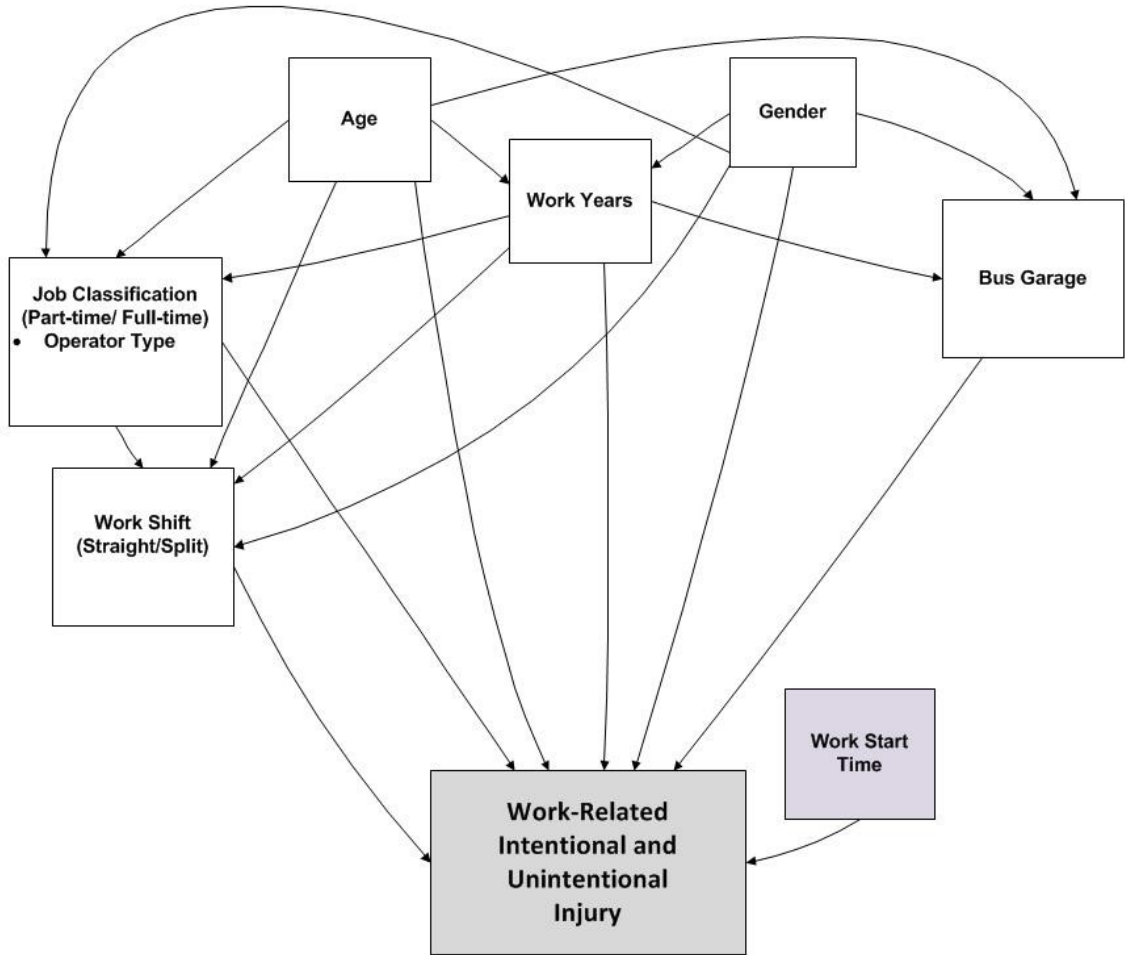 Age
Gender
Work Years
Job Classification
(Part-time/ Full-time)
• Operator Type
Bus Garage
Work Shift
(Straight/Split)
Work Start
Time
Work-Related
Intentional and
Unintentional
Injury